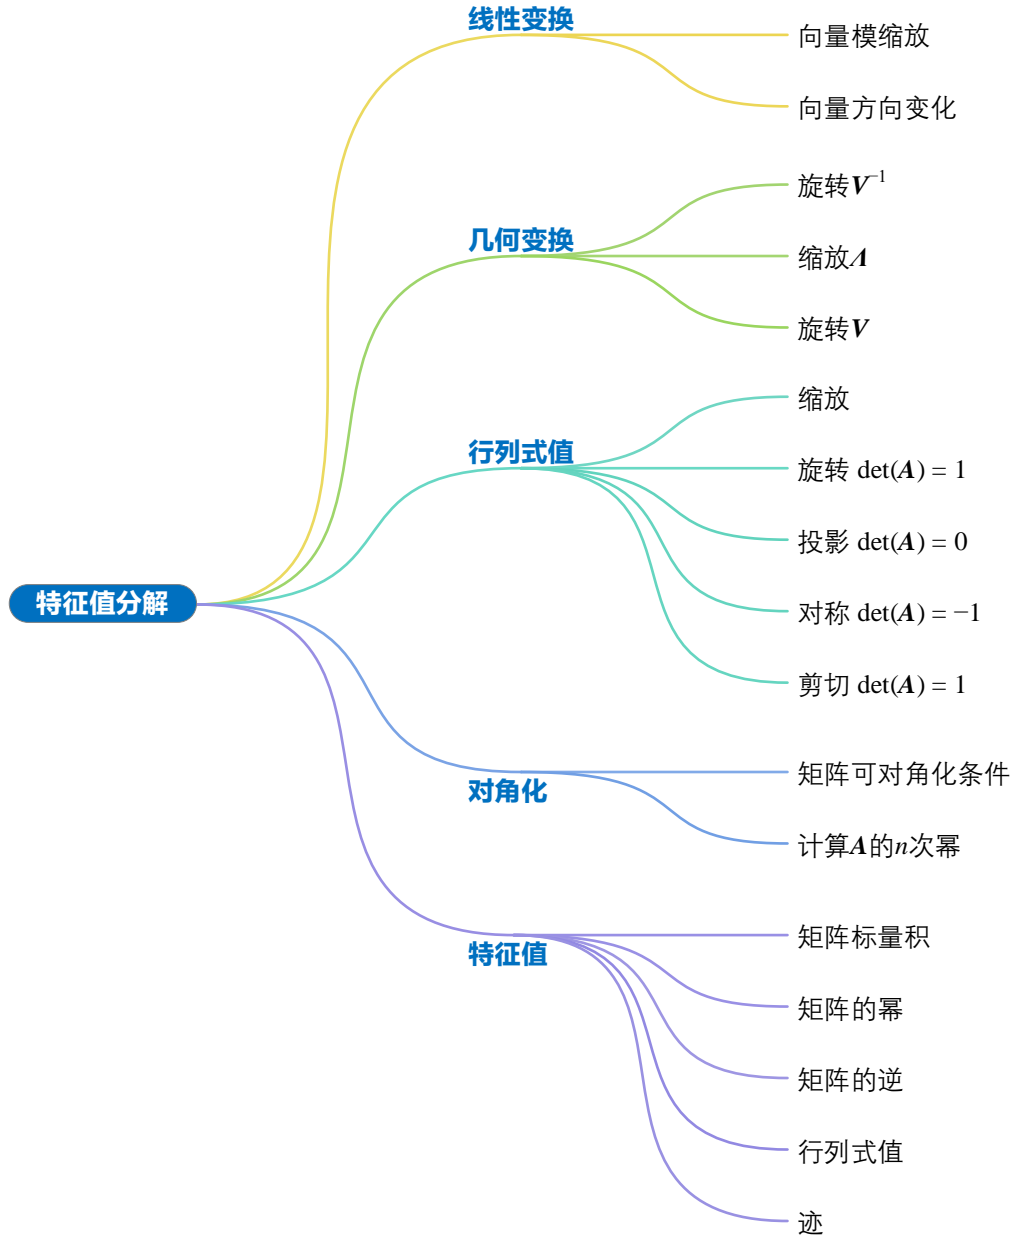 特征值分解
线性变换
向量模缩放
向量方向变化
几何变换
旋转V⁻¹
缩放Λ
旋转V
行列式值
缩放
旋转 det(A) = 1
投影 det(A) = 0
对称 det(A) = −1
剪切 det(A) = 1
对角化
矩阵可对角化条件
计算A的n次幂
特征值
矩阵标量积
矩阵的幂
矩阵的逆
行列式值
迹